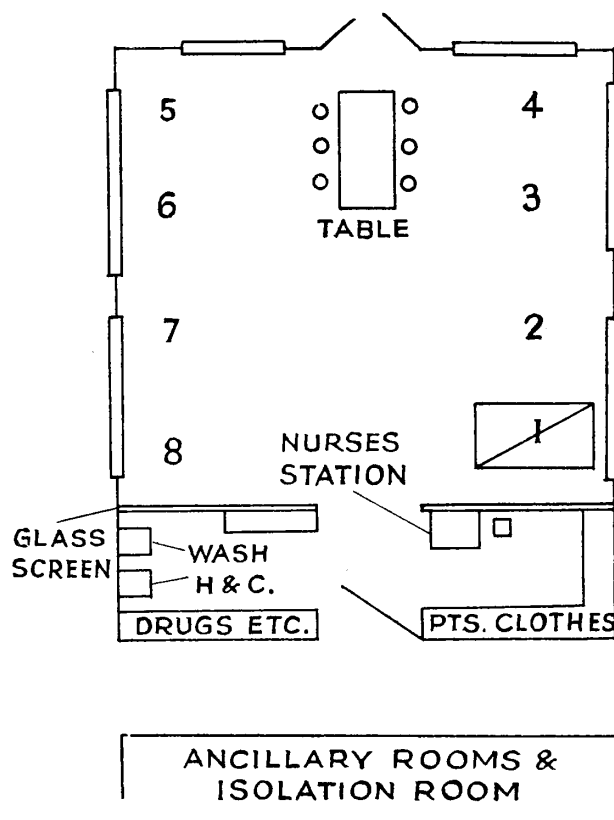 5
4
6
3
TABLE
7
2
I
8
NURSES
STATION
GLASS
SCREEN
WASH
H & C.
DRUGS ETC.
PTS. CLOTHES
ANCILLARY ROOMS &
ISOLATION ROOM